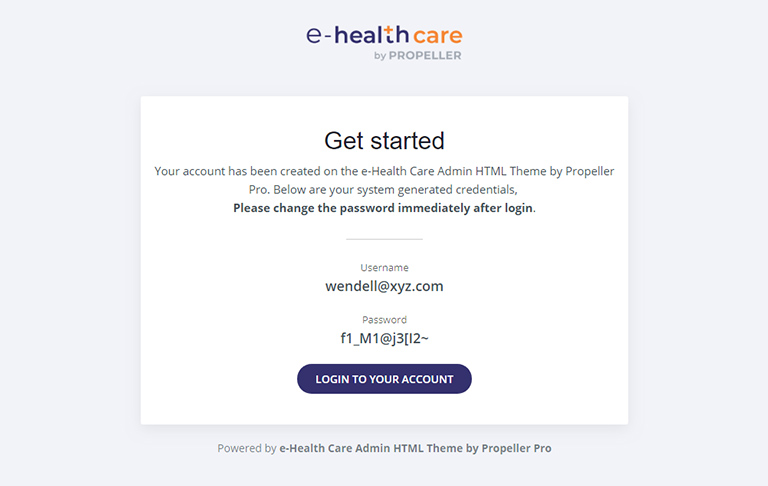 e-health care
by PROPELLER
Get started
Your account has been created on the e-Health Care Admin HTML Theme by Propeller
Pro. Below are your system generated credentials,
Please change the password immediately after login.
Username
wendell@xyz.com
Password
f1_M1@j3[I2~
LOGIN TO YOUR ACCOUNT
Powered by e-Health Care Admin HTML Theme by Propeller Pro